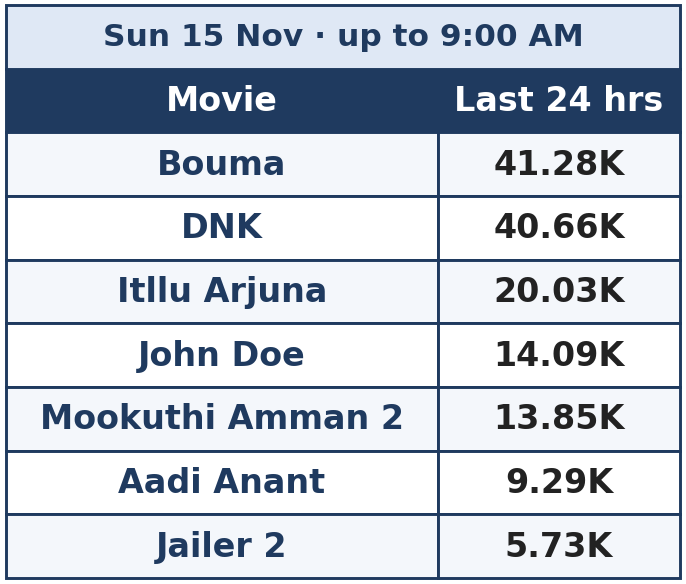 Sun 15 Nov · up to 9:00 AM
Movie Last 24 hrs
Bouma 41.28K
DNK 40.66K
Itllu Arjuna 20.03K
John Doe 14.09K
Mookuthi Amman 2 13.85K
Aadi Anant 9.29K
Jailer 2 5.73K